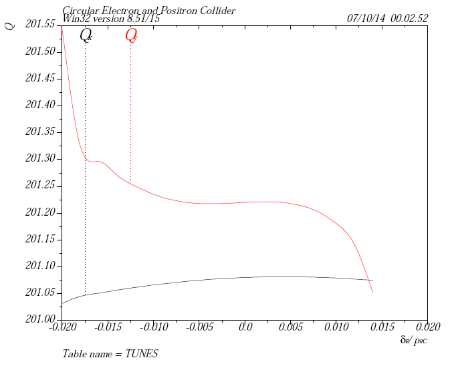 Circular Electron and Positron Collider
Win32 version 8.51/15 07/10/14 00.02.52
Q
201.55
201.50
201.45
201.40
201.35
201.30
201.25
201.20
201.15
201.10
201.05
201.00
Qx Qy
-0.020 -0.015 -0.010 -0.005 0.0 0.005 0.010 0.015 0.020
Table name = TUNES